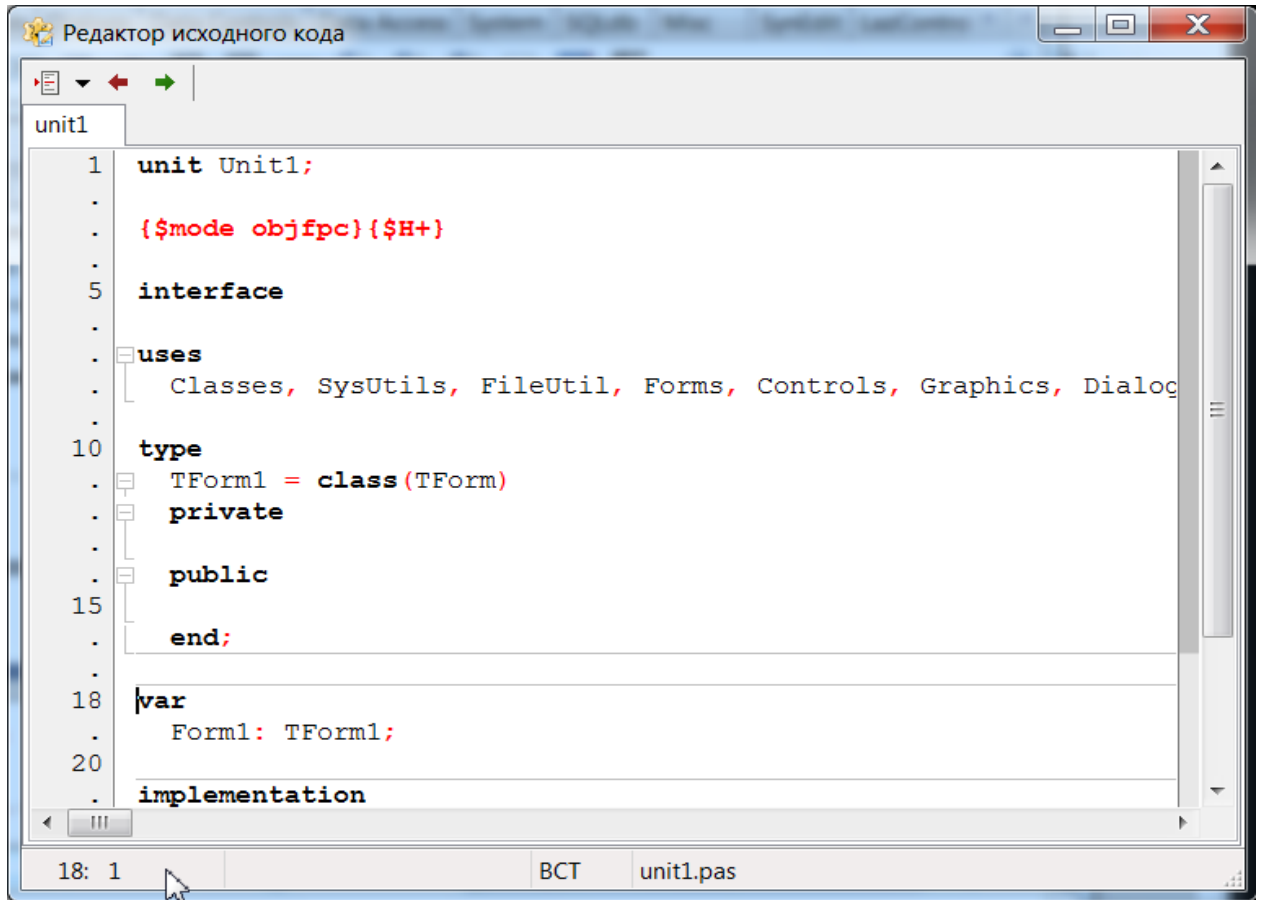 Редактор исходного кода
unit1
1 unit Unit1;
.
. {$mode objfpc}{$H+}
.
5 interface
.
. uses
. Classes, SysUtils, FileUtil, Forms, Controls, Graphics, Dialog
.
10 type
. TForm1 = class(TForm)
. private
.
. public
15
. end;
.
18 var
. Form1: TForm1;
20
. implementation
18: 1 ВСТ unit1.pas